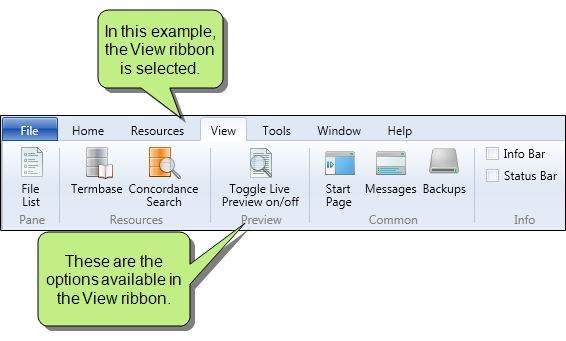 In this example,
the View ribbon
is selected.
File Home Resources View Tools Window Help
File
List
Termbase
Concordance
Search
Toggle Live
Preview on/off
Start
Page
Messages
Backups
Info Bar
Status Bar
Pane Resources Preview Common Info
These are the
options available in
the View ribbon.